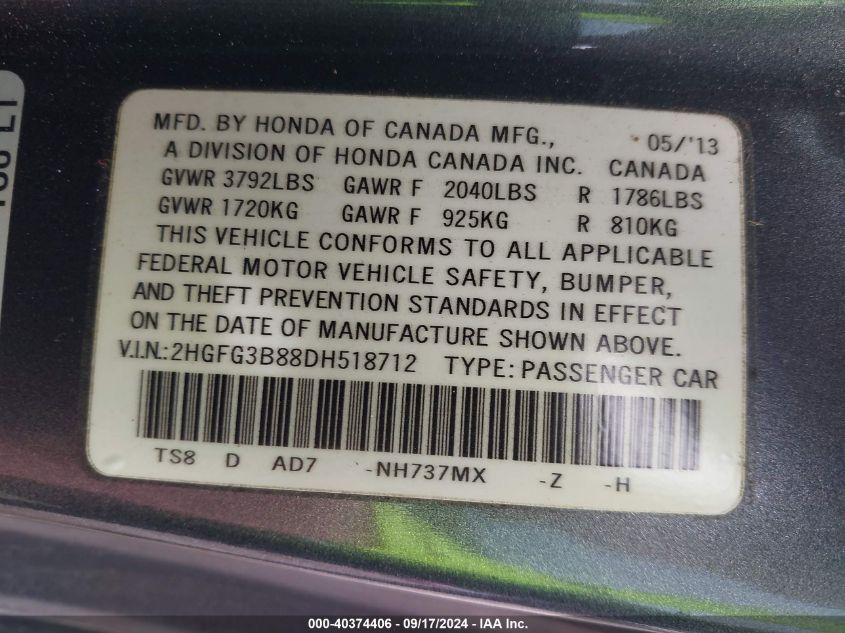 MFD. BY HONDA OF CANADA MFG., 05/'13
A DIVISION OF HONDA CANADA INC. CANADA
GVWR 3792LBS GAWR F 2040LBS R 1786LBS
GVWR 1720KG GAWR F 925KG R 810KG
THIS VEHICLE CONFORMS TO ALL APPLICABLE
FEDERAL MOTOR VEHICLE SAFETY, BUMPER,
AND THEFT PREVENTION STANDARDS IN EFFECT
ON THE DATE OF MANUFACTURE SHOWN ABOVE.
V.I.N.:2HGFG3B88DH518712 TYPE: PASSENGER CAR
TS8 D AD7 -NH737MX -Z -H
000-40374406 - 09/17/2024 - IAA Inc.